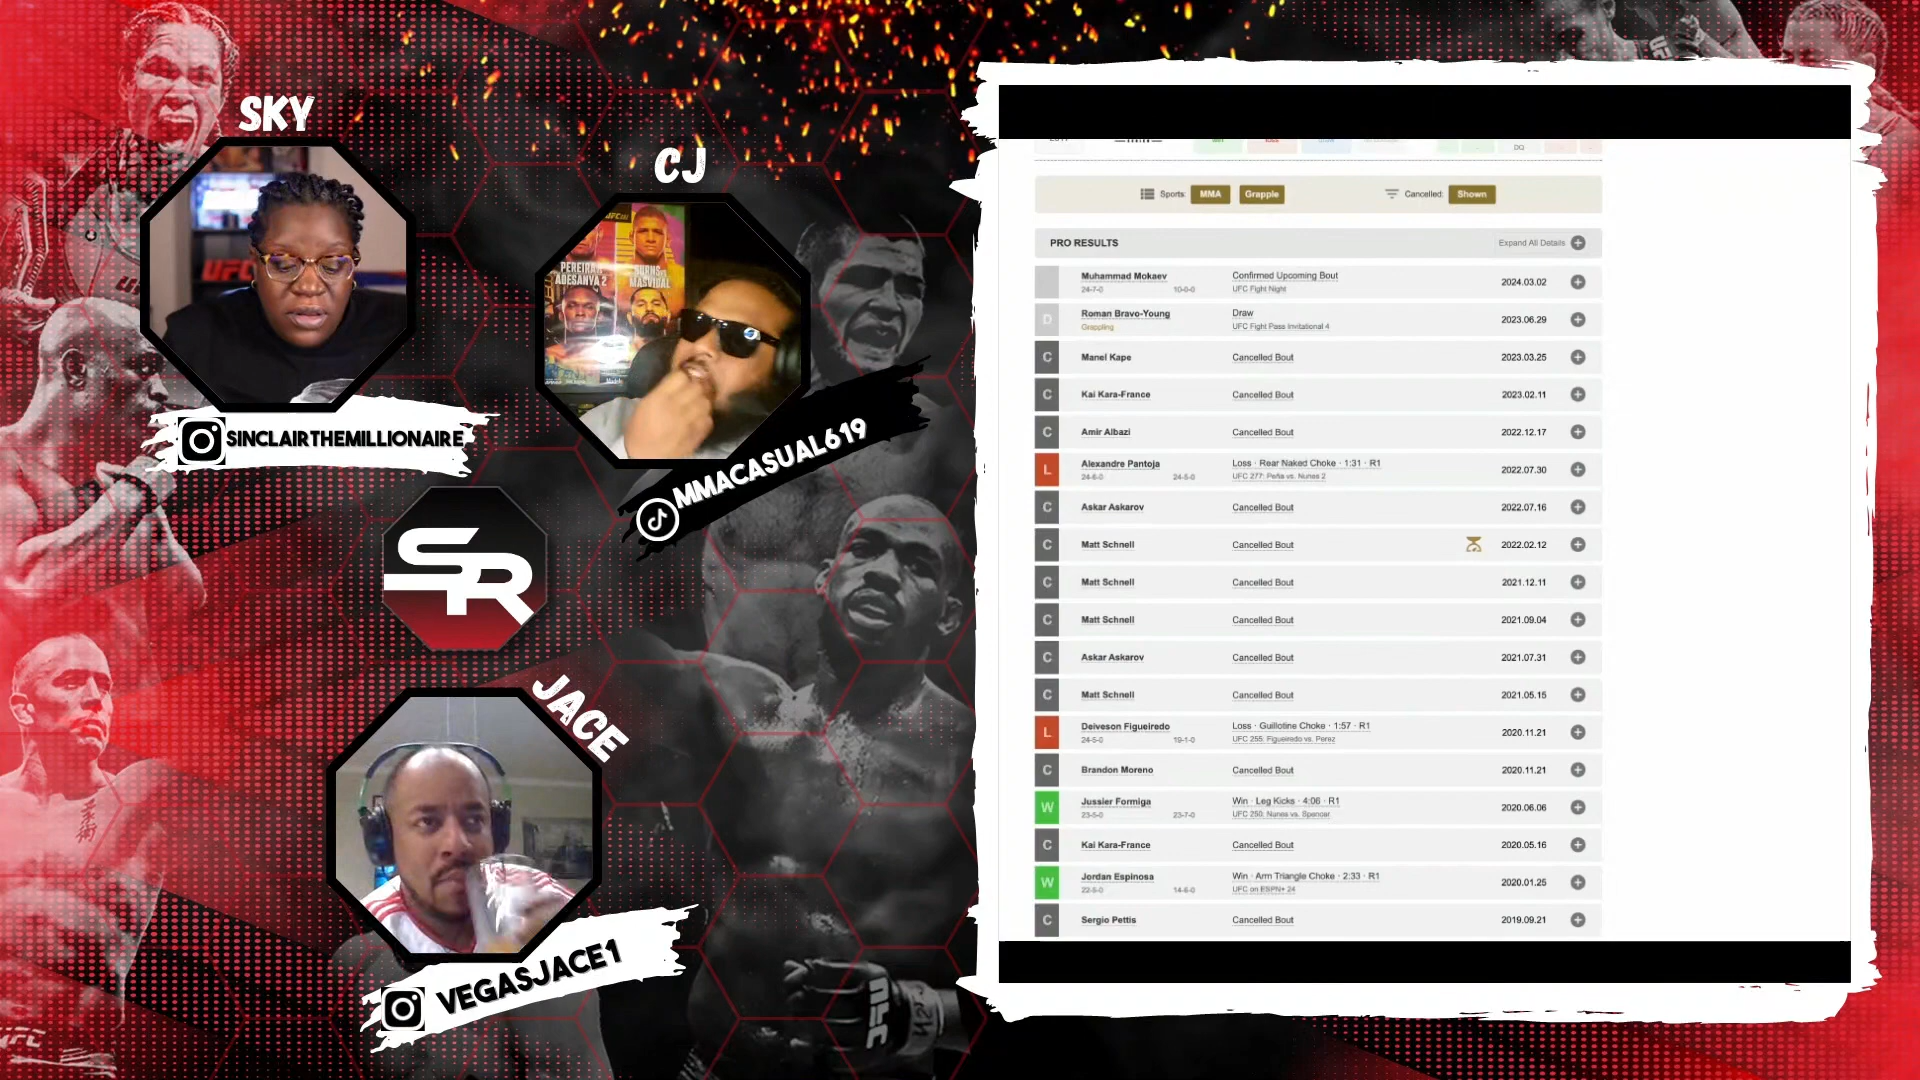 SKY
CJ
UFC
PEREIRA
ADESANYA 2
BURNS
MASVIDAL
SINCLAIRTHEMILLIONAIRE
MMACASUAL619
SR
JACE
VEGASJACE1
DQ
Sports: MMA Grapple Cancelled: Shown
PRO RESULTS Expand All Details
Muhammad Mokaev Confirmed Upcoming Bout 2024.03.02
24-7-0 10-0-0 UFC Fight Night
D Roman Bravo-Young Draw 2023.06.29
Grappling UFC Fight Pass Invitational 4
C Manel Kape Cancelled Bout 2023.03.25
C Kai Kara-France Cancelled Bout 2023.02.11
C Amir Albazi Cancelled Bout 2022.12.17
L Alexandre Pantoja Loss · Rear Naked Choke · 1:31 · R1 2022.07.30
24-6-0 24-5-0 UFC 277: Peña vs. Nunes 2
C Askar Askarov Cancelled Bout 2022.07.16
C Matt Schnell Cancelled Bout 2022.02.12
C Matt Schnell Cancelled Bout 2021.12.11
C Matt Schnell Cancelled Bout 2021.09.04
C Askar Askarov Cancelled Bout 2021.07.31
C Matt Schnell Cancelled Bout 2021.05.15
L Deiveson Figueiredo Loss · Guillotine Choke · 1:57 · R1 2020.11.21
24-5-0 19-1-0 UFC 255: Figueiredo vs. Perez
C Brandon Moreno Cancelled Bout 2020.11.21
W Jussier Formiga Win · Leg Kicks · 4:06 · R1 2020.06.06
23-5-0 23-7-0 UFC 250: Nunes vs. Spencer
C Kai Kara-France Cancelled Bout 2020.05.16
W Jordan Espinosa Win · Arm Triangle Choke · 2:33 · R1 2020.01.25
22-5-0 14-6-0 UFC on ESPN+ 24
C Sergio Pettis Cancelled Bout 2019.09.21